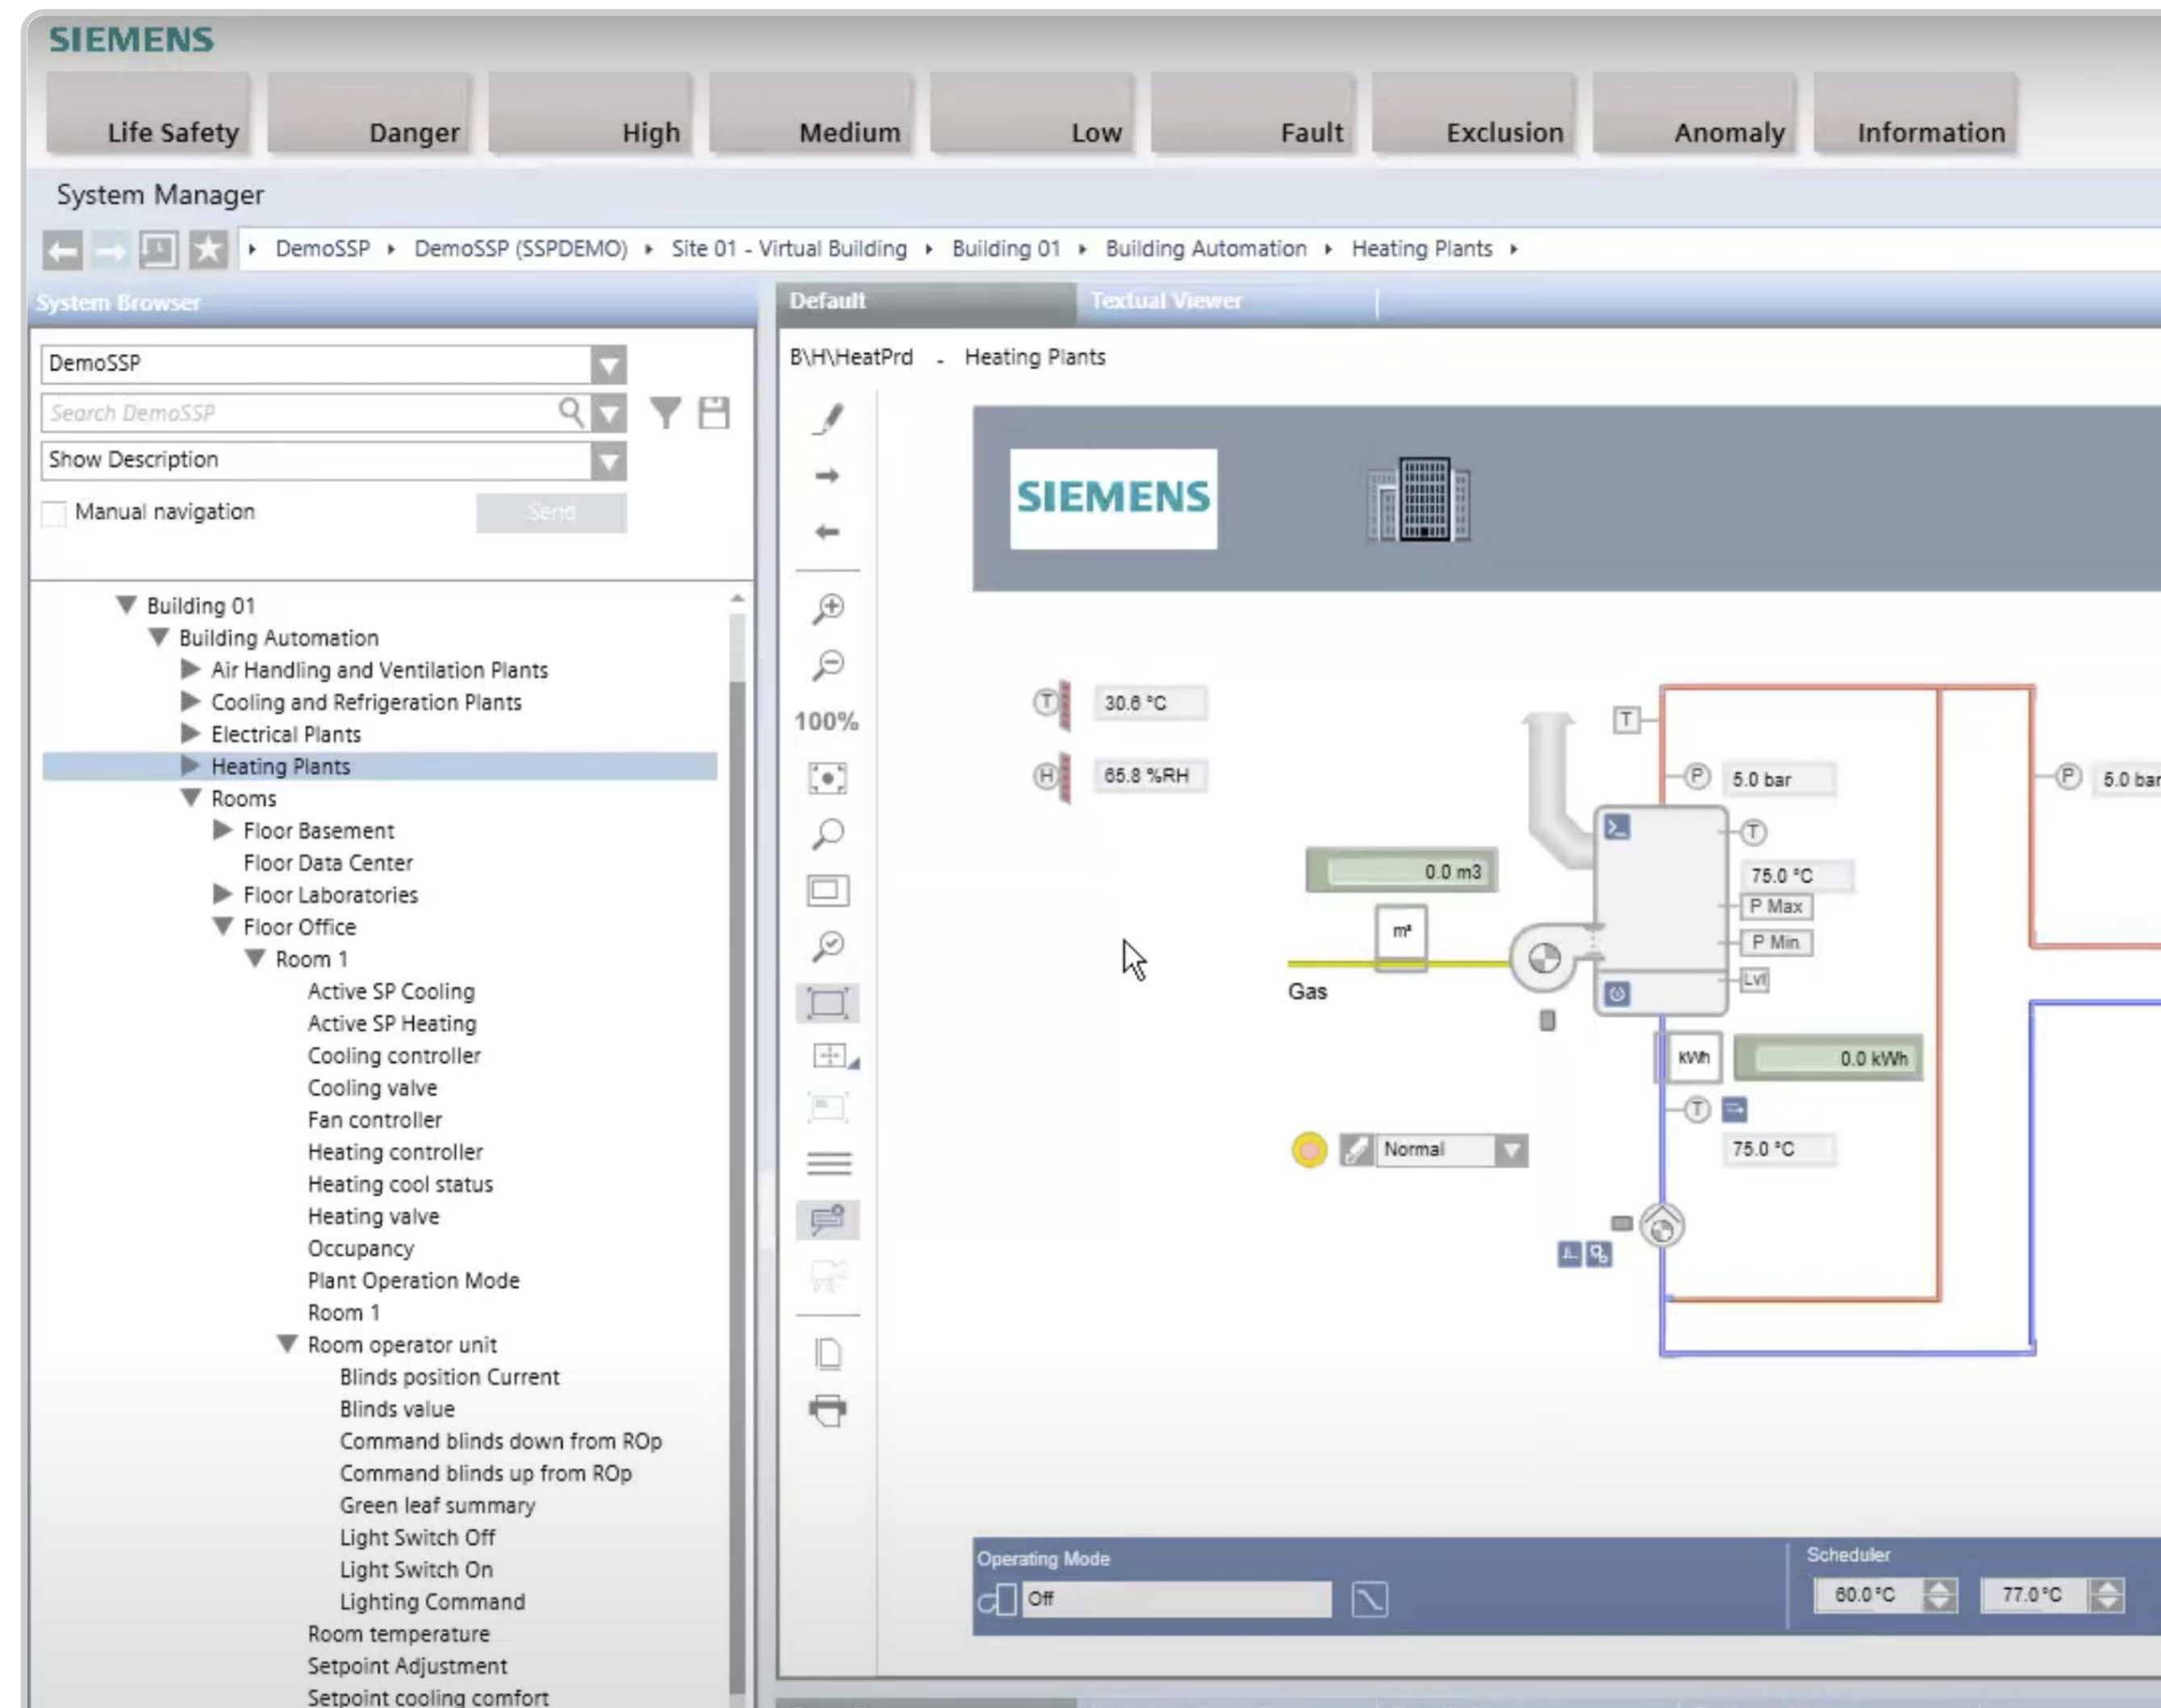 SIEMENS
Life Safety
Danger
High
Medium
Low
Fault
Exclusion
Anomaly
Information
System Manager
DemoSSP
DemoSSP (SSPDEMO)
Site 01 - Virtual Building
Building 01
Building Automation
Heating Plants
System Browser
DemoSSP
Search DemoSSP
Show Description
Manual navigation
Send
Building 01
Building Automation
Air Handling and Ventilation Plants
Cooling and Refrigeration Plants
Electrical Plants
Heating Plants
Rooms
Floor Basement
Floor Data Center
Floor Laboratories
Floor Office
Room 1
Active SP Cooling
Active SP Heating
Cooling controller
Cooling valve
Fan controller
Heating controller
Heating cool status
Heating valve
Occupancy
Plant Operation Mode
Room 1
Room operator unit
Blinds position Current
Blinds value
Command blinds down from ROp
Command blinds up from ROp
Green leaf summary
Light Switch Off
Light Switch On
Lighting Command
Room temperature
Setpoint Adjustment
Setpoint cooling comfort
Default
Textual Viewer
B\H\HeatPrd - Heating Plants
100%
SIEMENS
T
30.6 °C
H
65.8 %RH
T
P
5.0 bar
P
5.0 bar
T
75.0 °C
P Max
P Min
Lvl
0.0 m3
m³
Gas
kWh
0.0 kWh
T
75.0 °C
Normal
Operating Mode
Off
Scheduler
60.0°C
77.0°C